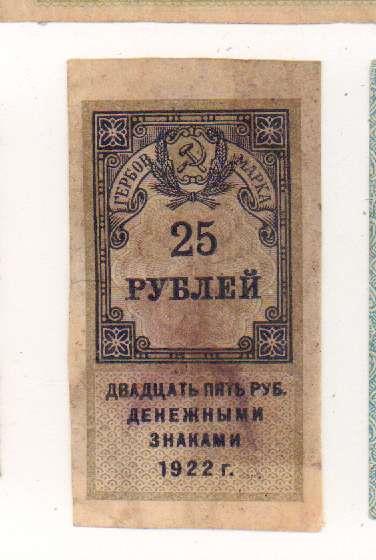 ГЕРБОВ МАРКА
25
РУБЛЕЙ
ДВАДЦАТЬ ПЯТЬ РУБ.
ДЕНЕЖНЫМИ
ЗНАКАМИ
1922 г.